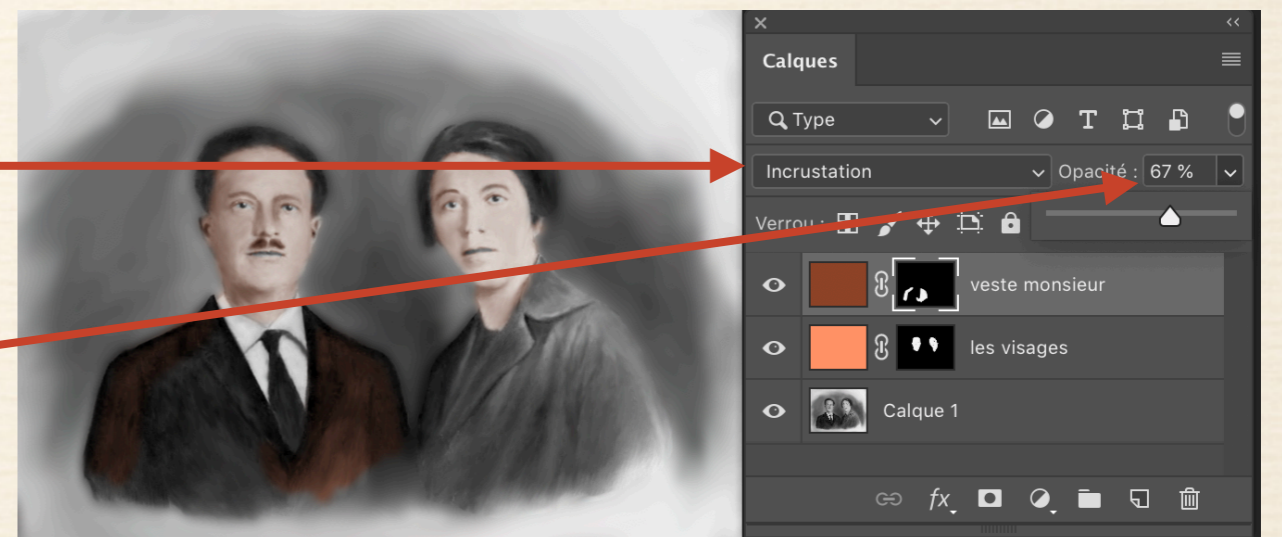 Calques
Type
Incrustation Opacité : 67 %
Verrou :
veste monsieur
les visages
Calque 1
fx